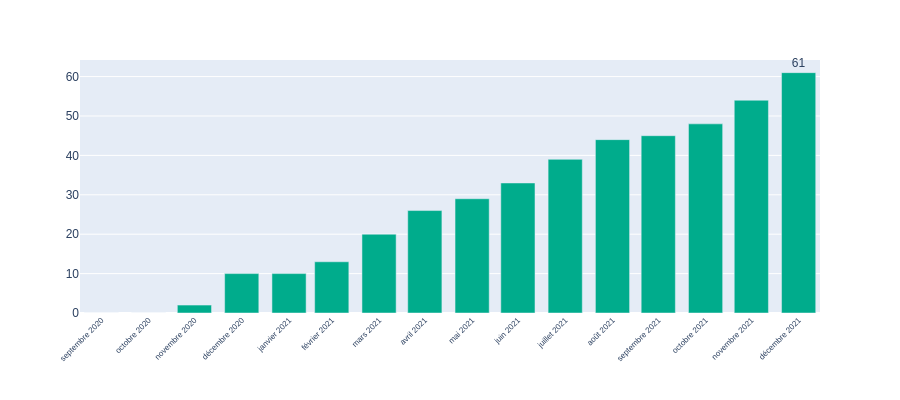 61
60
50
40
30
20
10
0
septembre 2020
octobre 2020
novembre 2020
décembre 2020
janvier 2021
février 2021
mars 2021
avril 2021
mai 2021
juin 2021
juillet 2021
août 2021
septembre 2021
octobre 2021
novembre 2021
décembre 2021